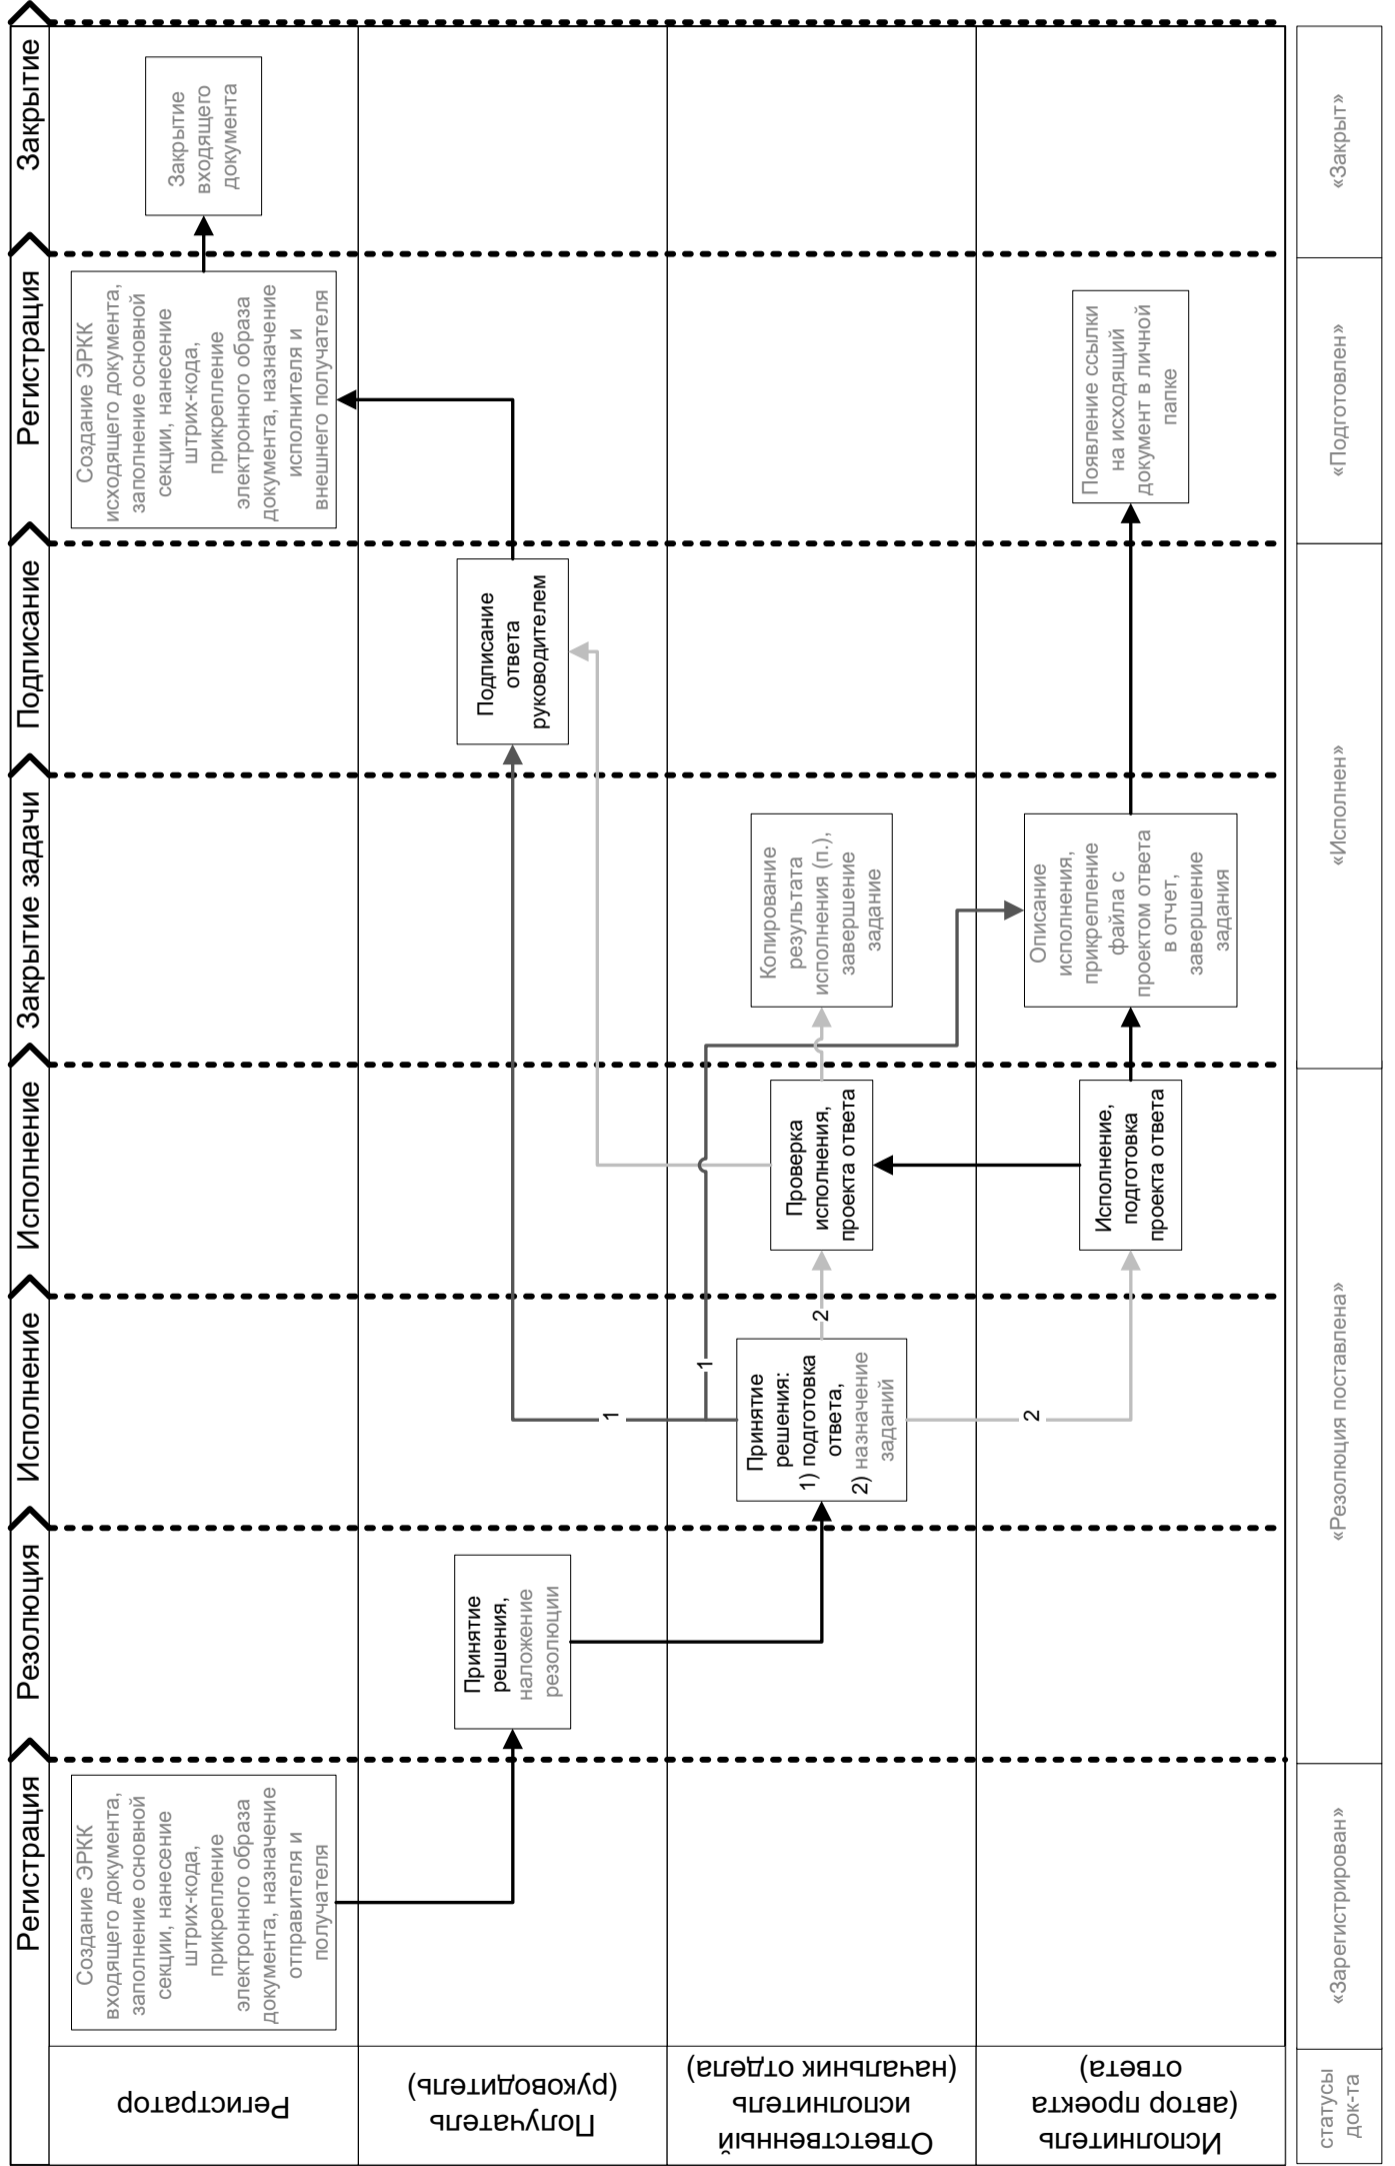 Регистрация
Резолюция
Исполнение
Исполнение
Закрытие задачи
Подписание
Регистрация
Закрытие
Регистратор
Создание ЭРКК
входящего документа,
заполнение основной
секции, нанесение
штрих-кода,
прикрепление
электронного образа
документа, назначение
отправителя и
получателя
Создание ЭРКК
исходящего документа,
заполнение основной
секции, нанесение
штрих-кода,
прикрепление
электронного образа
документа, назначение
исполнителя и
внешнего получателя
Закрытие
входящего
документа
Получатель
(руководитель)
Принятие
решения,
наложение
резолюции
1
Подписание
ответа
руководителем
Ответственный
исполнитель
(начальник отдела)
Принятие
решения:
1) подготовка
ответа,
2) назначение
заданий
1
2
Проверка
исполнения,
проекта ответа
Копирование
результата
исполнения (п.),
завершение
задание
Исполнитель
(автор проекта
ответа)
2
Исполнение,
подготовка
проекта ответа
Описание
исполнения,
прикрепление
файла с
проектом ответа
в отчет,
завершение
задания
Появление ссылки
на исходящий
документ в личной
папке
статусы
док-та
«Зарегистрирован»
«Резолюция поставлена»
«Исполнен»
«Подготовлен»
«Закрыт»